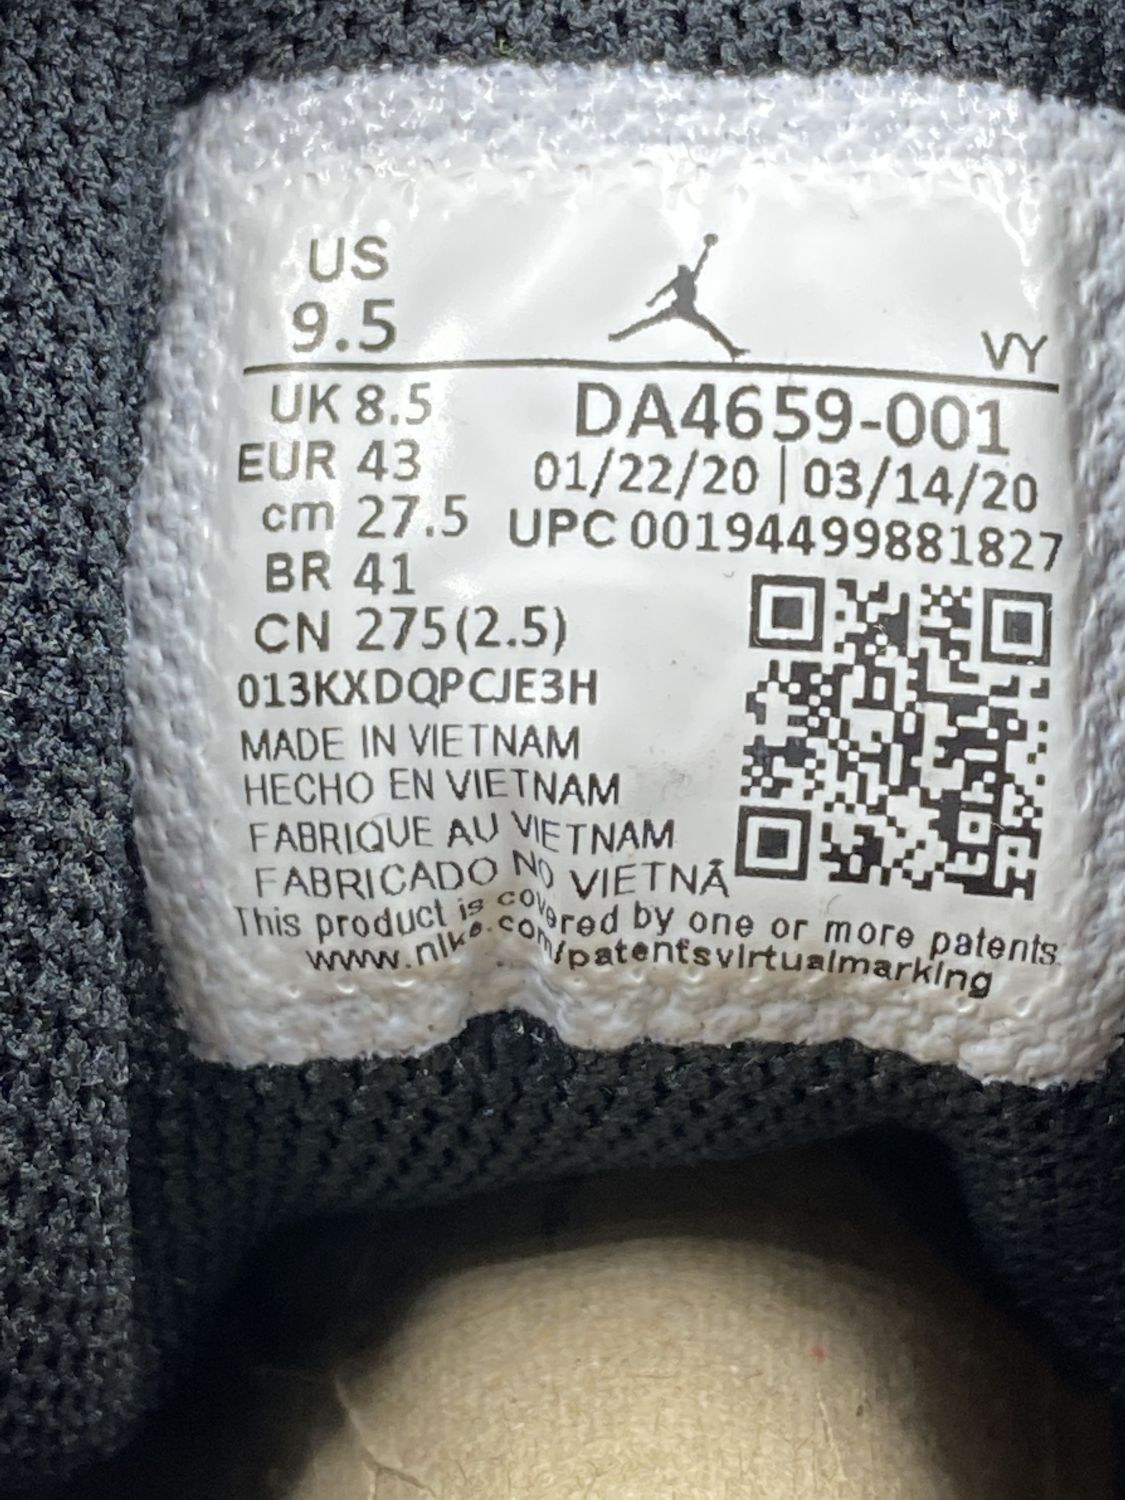 US
9.5
VY
UK 8.5
EUR 43
cm 27.5
BR 41
CN 275(2.5)
DA4659-001
01/22/20 | 03/14/20
UPC 00194499881827
013KXDQPCJE3H
MADE IN VIETNAM
HECHO EN VIETNAM
FABRIQUE AU VIETNAM
FABRICADO NO VIETNÃ
This product is covered by one or more patents.
www.nike.com/patentsvirtualmarking